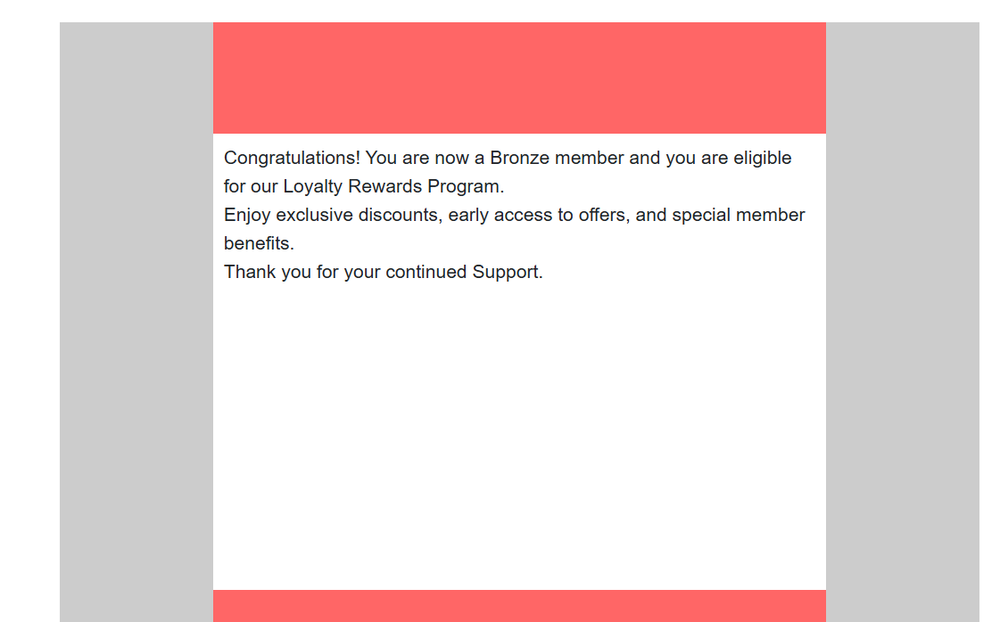 Congratulations! You are now a Bronze member and you are eligible
for our Loyalty Rewards Program.
Enjoy exclusive discounts, early access to offers, and special member
benefits.
Thank you for your continued Support.